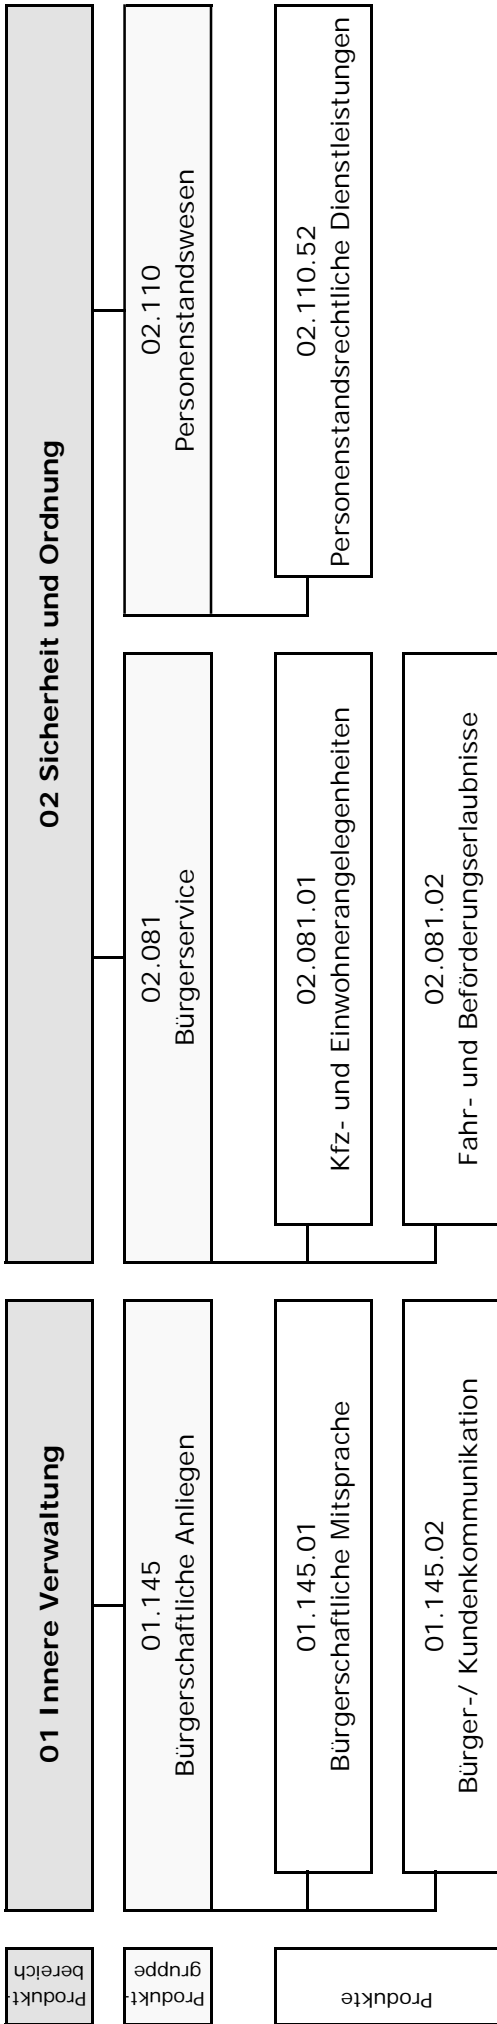 Produkt-
bereich
01 Innere Verwaltung
02 Sicherheit und Ordnung
Produkt-
gruppe
01.145
Bürgerschaftliche Anliegen
02.081
Bürgerservice
02.110
Personenstandswesen
Produkte
01.145.01
Bürgerschaftliche Mitsprache
02.081.01
Kfz- und Einwohnerangelegenheiten
02.110.52
Personenstandsrechtliche Dienstleistungen
01.145.02
Bürger-/ Kundenkommunikation
02.081.02
Fahr- und Beförderungserlaubnisse